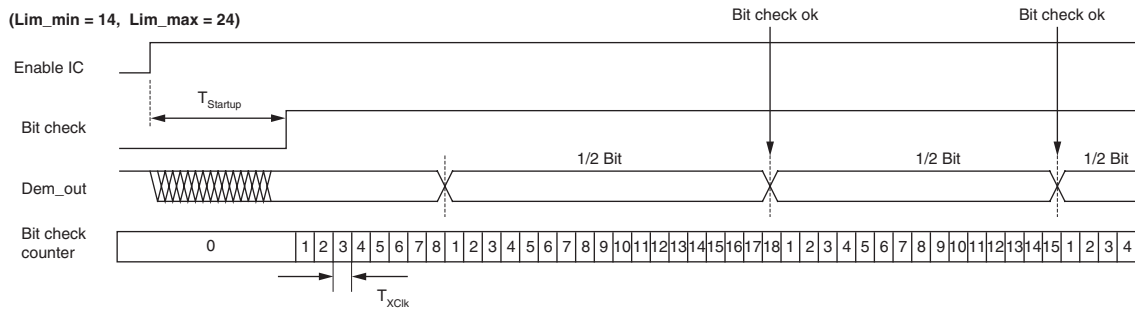 (Lim_min = 14, Lim_max = 24)
Bit check ok
Bit check ok
Enable IC
T_Startup
Bit check
1/2 Bit
1/2 Bit
1/2 Bit
Dem_out
Bit check
counter
0 1 2 3 4 5 6 7 8 1 2 3 4 5 6 7 8 9 10 11 12 13 14 15 16 17 18 1 2 3 4 5 6 7 8 9 10 11 12 13 14 15 1 2 3 4
T_XClk